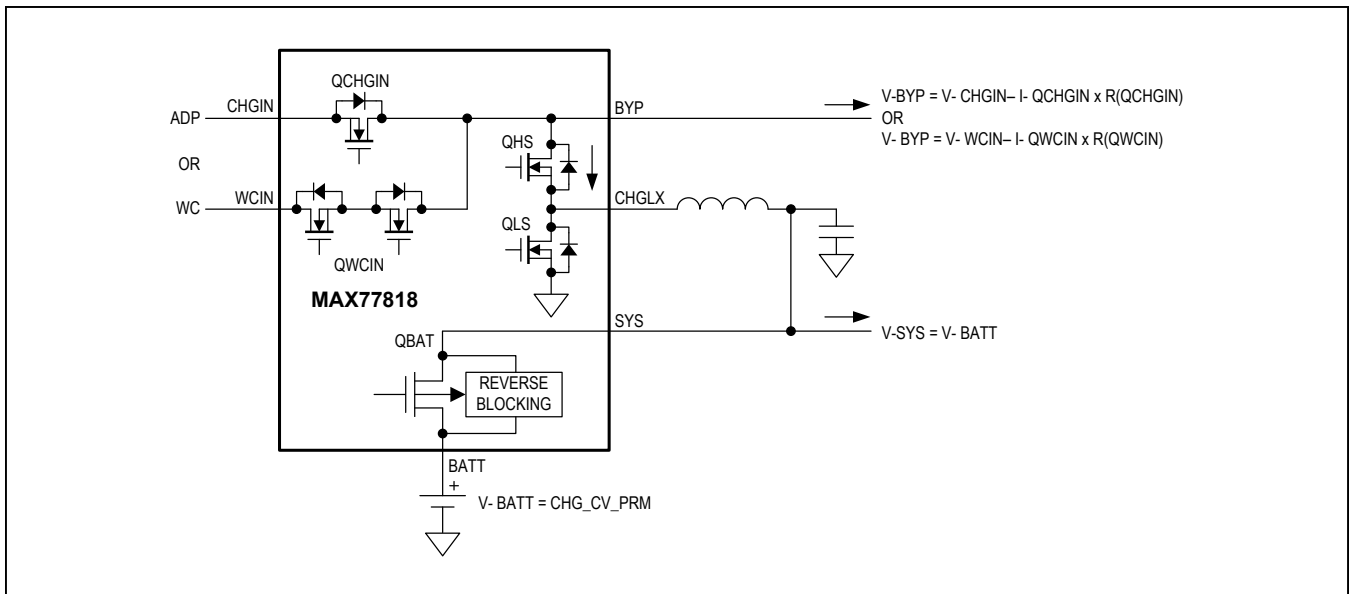 QCHGIN
CHGIN
BYP
ADP
V-BYP = V- CHGIN– I- QCHGIN x R(QCHGIN)
OR
V- BYP = V- WCIN– I- QWCIN x R(QWCIN)
QHS
OR
WCIN
WC
CHGLX
QLS
QWCIN
MAX77818
SYS
V-SYS = V- BATT
QBAT
REVERSE
BLOCKING
BATT
+
V- BATT = CHG_CV_PRM